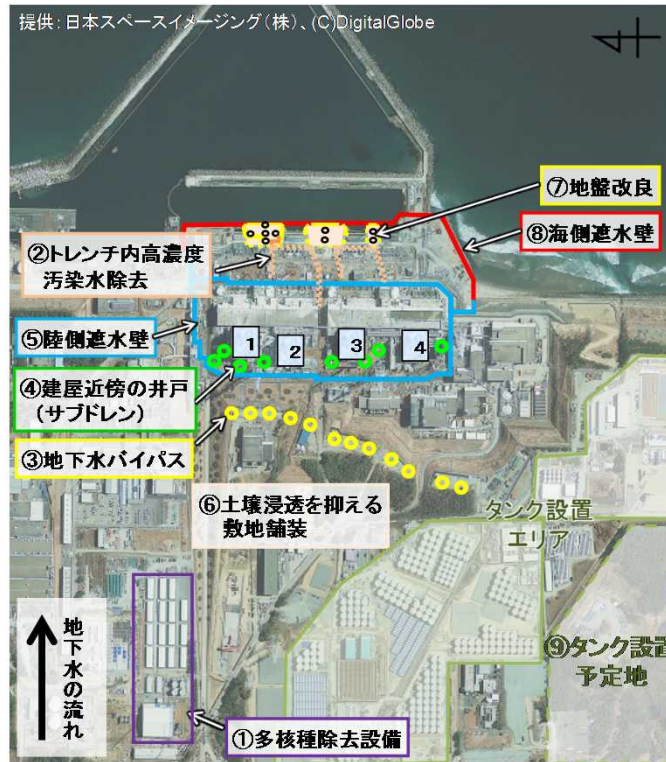 提供：日本スペースイメージング（株）、(C)DigitalGlobe
⑦地盤改良
⑧海側遮水壁
②トレンチ内高濃度
汚染水除去
⑤陸側遮水壁
1
2
3
4
④建屋近傍の井戸
（サブドレン）
③地下水バイパス
⑥土壌浸透を抑える
敷地舗装
タンク設置
エリア
地下水の流れ
⑨タンク設置
予定地
①多核種除去設備